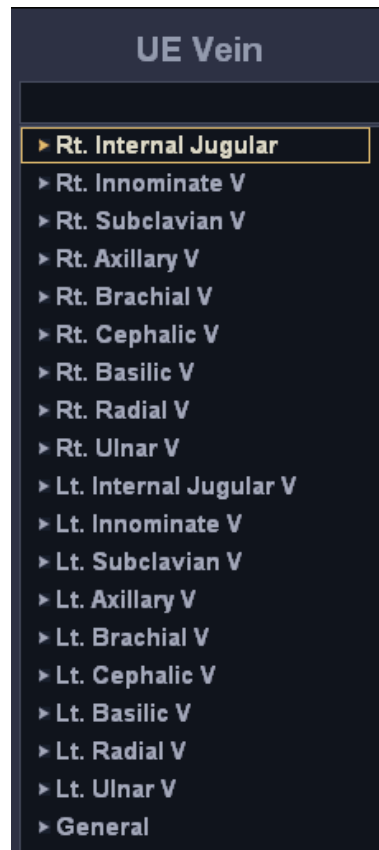 UE Vein
Rt. Internal Jugular
Rt. Innominate V
Rt. Subclavian V
Rt. Axillary V
Rt. Brachial V
Rt. Cephalic V
Rt. Basilic V
Rt. Radial V
Rt. Ulnar V
Lt. Internal Jugular V
Lt. Innominate V
Lt. Subclavian V
Lt. Axillary V
Lt. Brachial V
Lt. Cephalic V
Lt. Basilic V
Lt. Radial V
Lt. Ulnar V
General